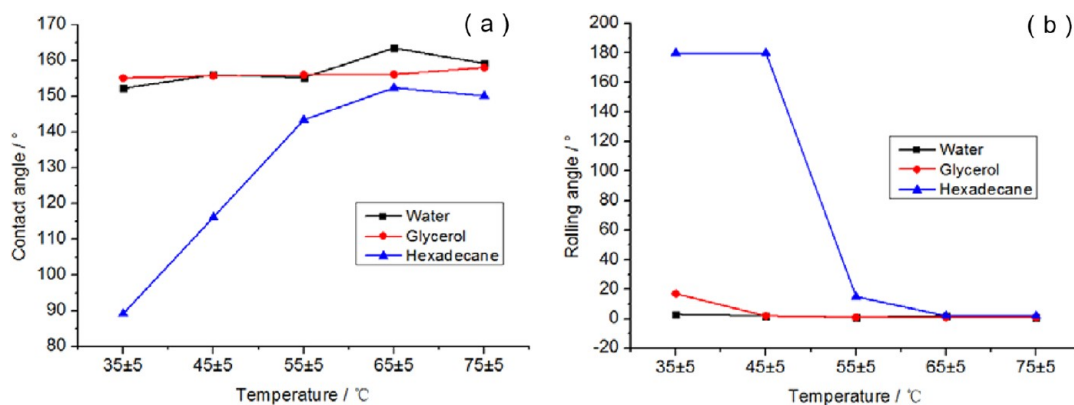 ( a )
Contact angle / °
170
160
150
140
130
120
110
100
90
80
Water
Glycerol
Hexadecane
35±5 45±5 55±5 65±5 75±5
Temperature / ℃
( b )
Rolling angle / °
200
180
160
140
120
100
80
60
40
20
0
-20
Water
Glycerol
Hexadecane
35±5 45±5 55±5 65±5 75±5
Temperature / ℃